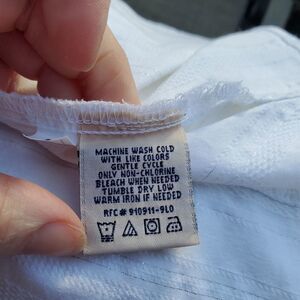 MACHINE WASH COLD
WITH LIKE COLORS
GENTLE CYCLE
ONLY NON-CHLORINE
BLEACH WHEN NEEDED
TUMBLE DRY LOW
WARM IRON IF NEEDED
RFC # 910911-9L0